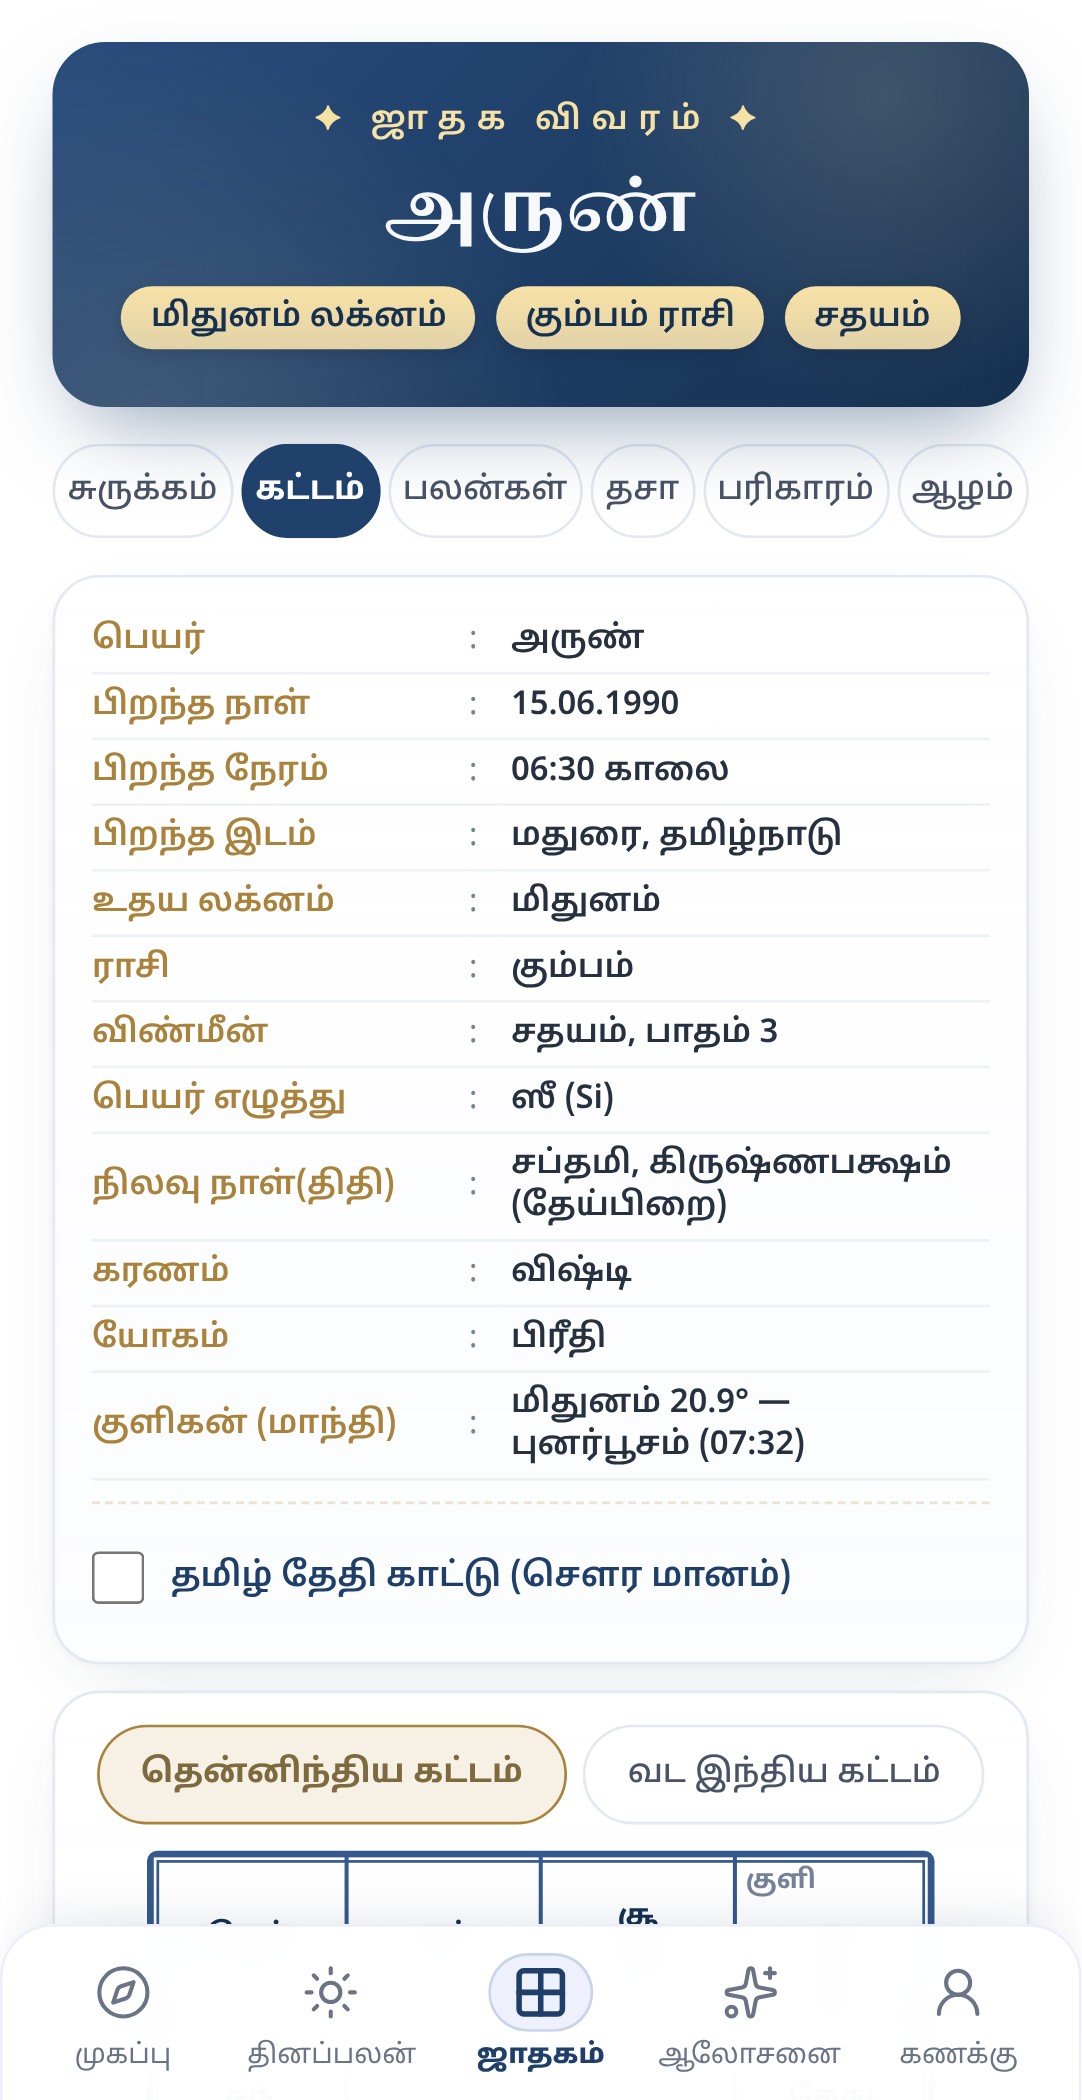 ஜாதக விவரம்
அருண்
மிதுனம் லக்னம் கும்பம் ராசி சதயம்
சுருக்கம் கட்டம் பலன்கள் தசா பரிகாரம் ஆழம்
பெயர் : அருண்
பிறந்த நாள் : 15.06.1990
பிறந்த நேரம் : 06:30 காலை
பிறந்த இடம் : மதுரை, தமிழ்நாடு
உதய லக்னம் : மிதுனம்
ராசி : கும்பம்
விண்மீன் : சதயம், பாதம் 3
பெயர் எழுத்து : ஸீ (Si)
நிலவு நாள்(திதி) : சப்தமி, கிருஷ்ணபக்ஷம்
(தேய்பிறை)
கரணம் : விஷ்டி
யோகம் : பிரீதி
குளிகன் (மாந்தி) : மிதுனம் 20.9° —
புனர்பூசம் (07:32)
தமிழ் தேதி காட்டு (சௌர மானம்)
தென்னிந்திய கட்டம் வட இந்திய கட்டம்
குளி
சூ
முகப்பு தினப்பலன் ஜாதகம் ஆலோசனை கணக்கு